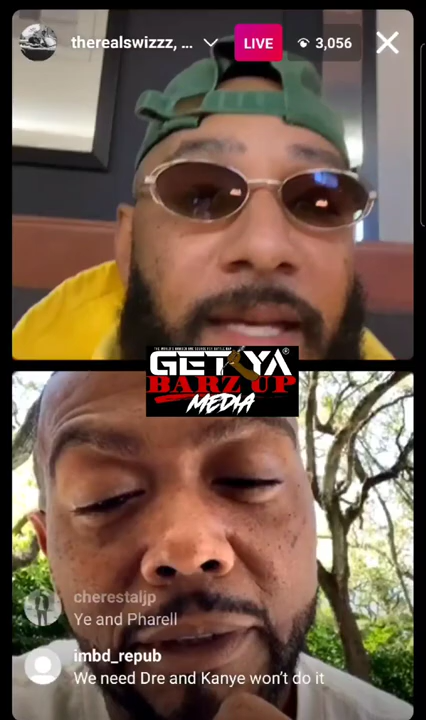 therealswizzz, ...
LIVE
3,056
GET YA®
BARZ UP
MEDIA
cherestaljp
Ye and Pharell
imbd_repub
We need Dre and Kanye won't do it